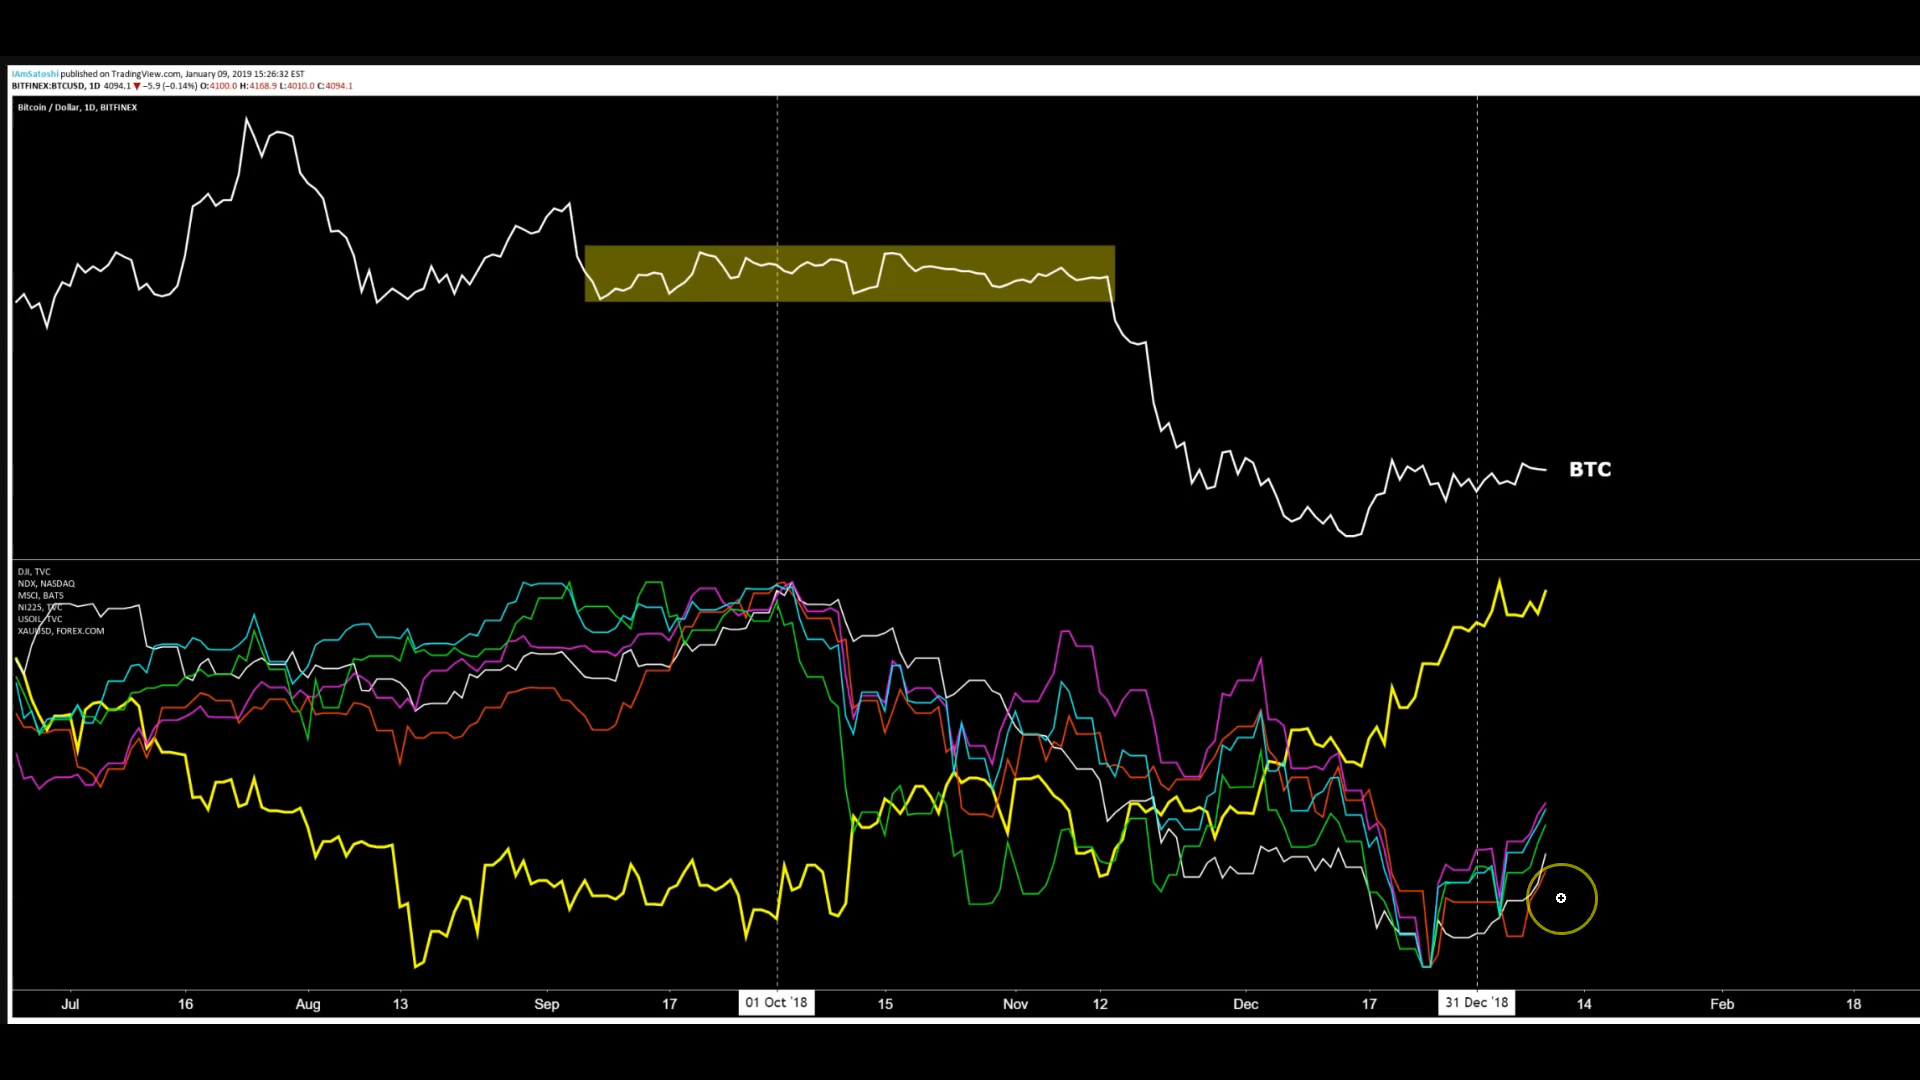 IAmSatoshi published on TradingView.com, January 09, 2019 15:26:32 EST
BITFINEX:BTCUSD, 1D 4094.1 ▼ −5.9 (−0.14%) O:4100.0 H:4168.9 L:4010.0 C:4094.1
Bitcoin / Dollar, 1D, BITFINEX
BTC
DJI, TVC
NDX, NASDAQ
MSCI, BATS
NI225, TVC
USOIL, TVC
XAUUSD, FOREX.COM
Jul 16 Aug 13 Sep 17 01 Oct '18 15 Nov 12 Dec 17 31 Dec '18 14 Feb 18